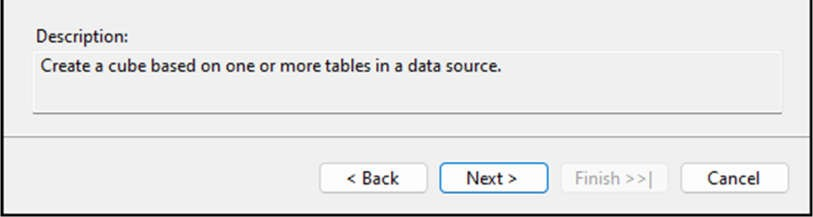 Description:
Create a cube based on one or more tables in a data source.
< Back Next > Finish >>| Cancel